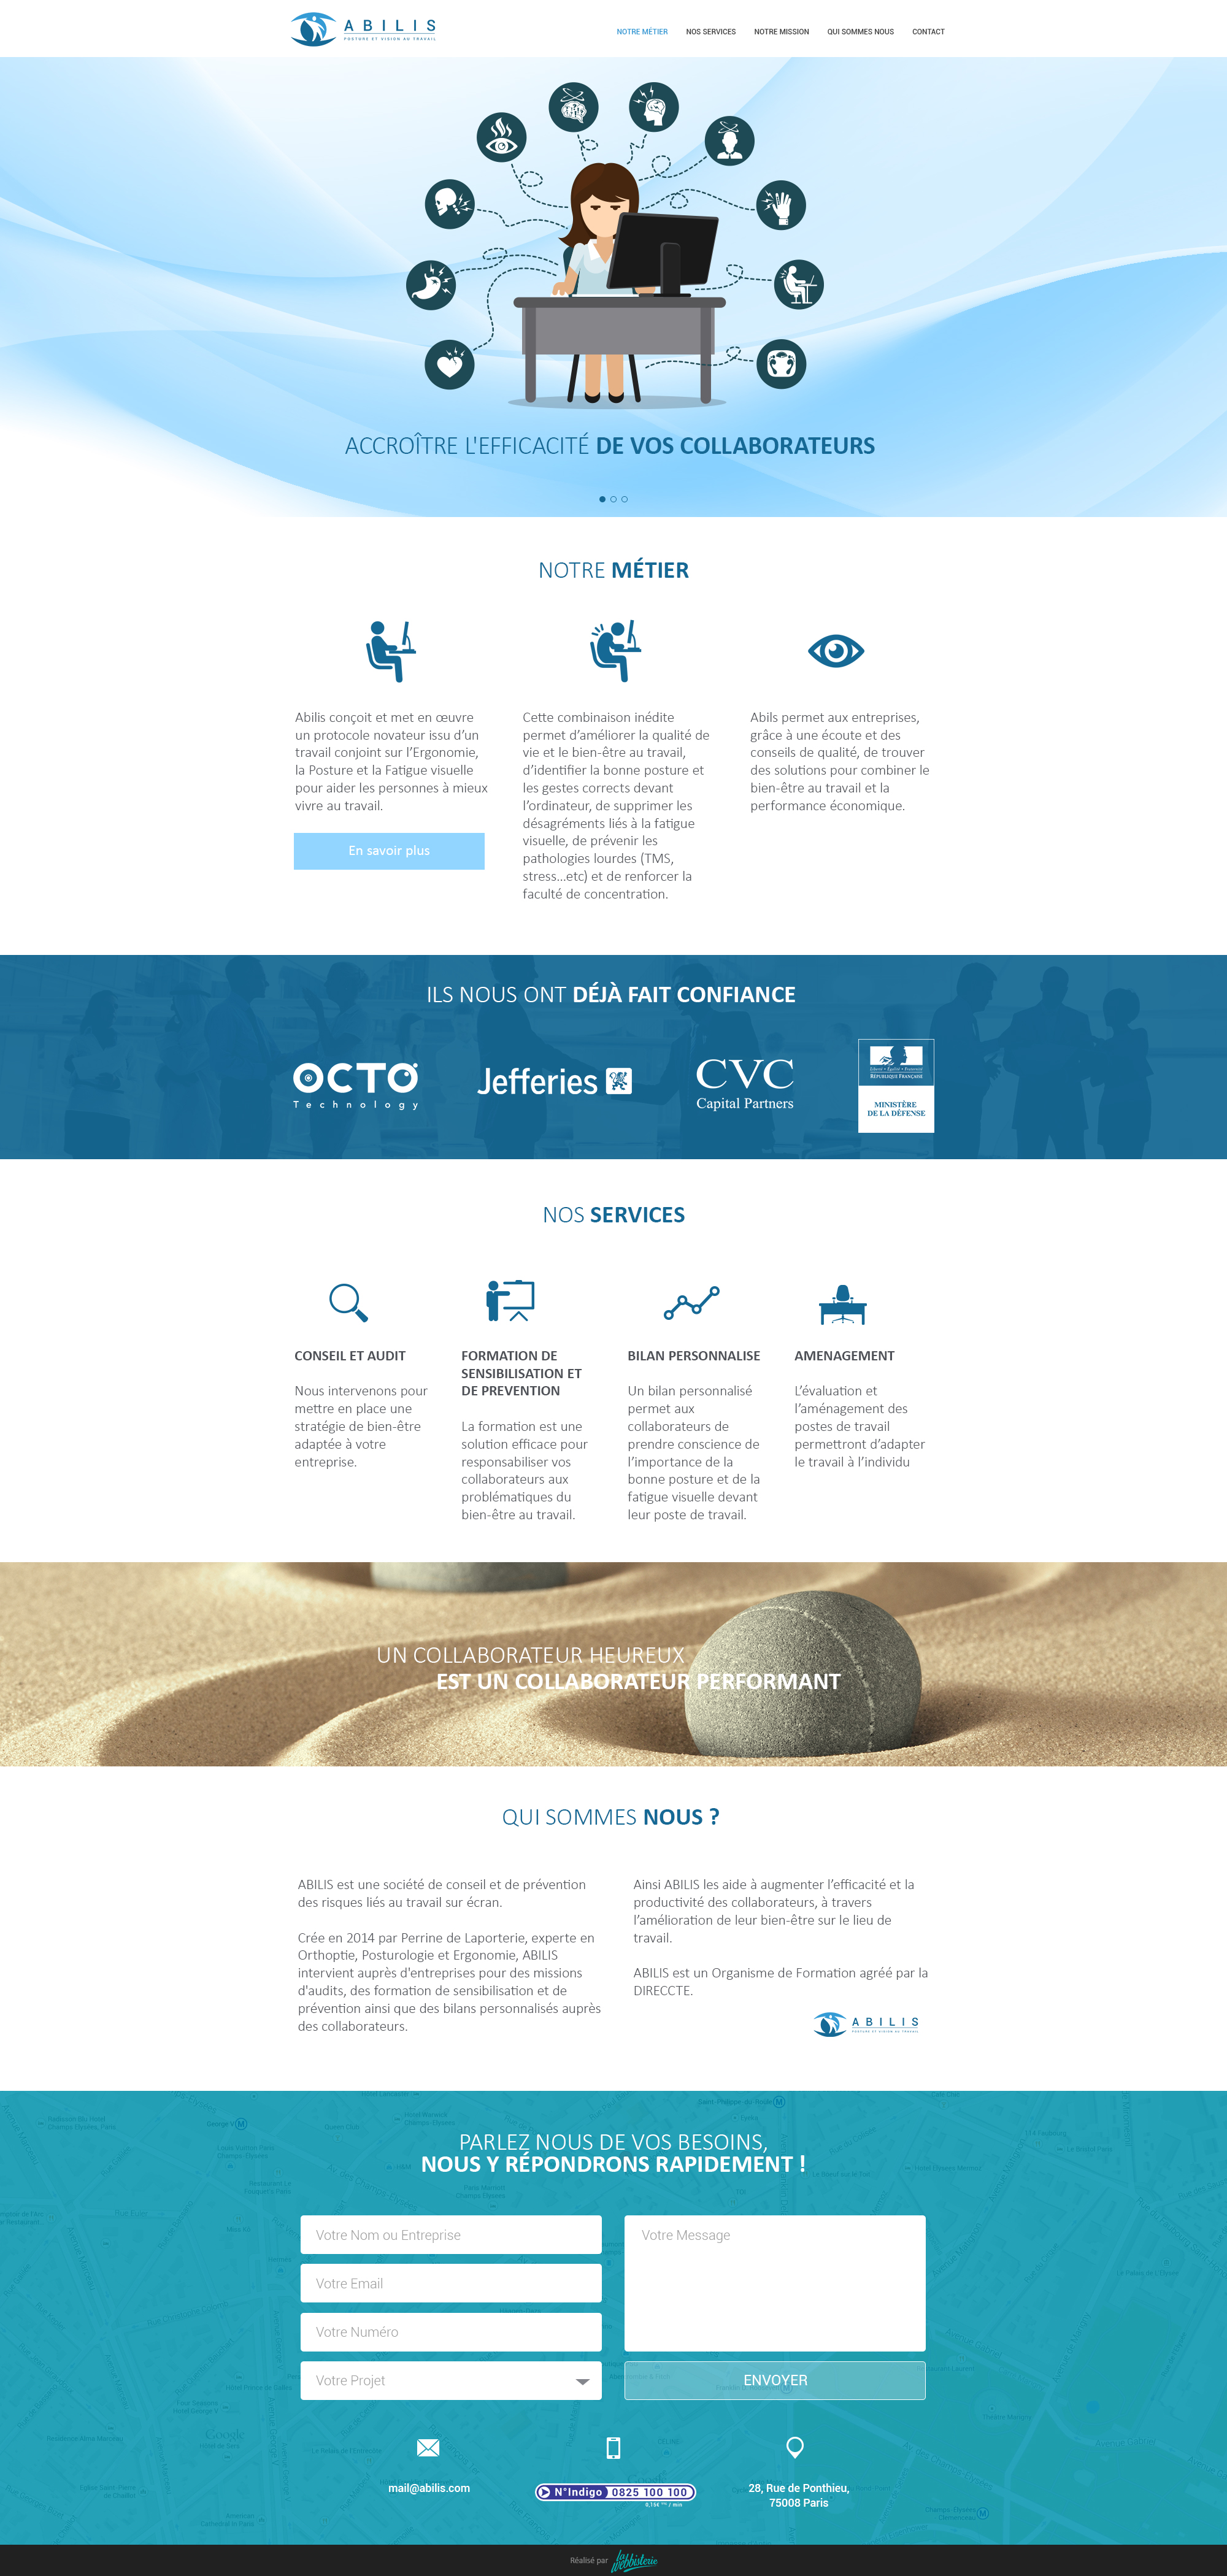 ABILIS
POSTURE ET VISION AU TRAVAIL
NOTRE MÉTIER NOS SERVICES NOTRE MISSION QUI SOMMES NOUS CONTACT
ACCROÎTRE L'EFFICACITÉ DE VOS COLLABORATEURS
NOTRE MÉTIER
Abilis conçoit et met en œuvre
un protocole novateur issu d’un
travail conjoint sur l’Ergonomie,
la Posture et la Fatigue visuelle
pour aider les personnes à mieux
vivre au travail.
En savoir plus
Cette combinaison inédite
permet d’améliorer la qualité de
vie et le bien-être au travail,
d’identifier la bonne posture et
les gestes corrects devant
l’ordinateur, de supprimer les
désagréments liés à la fatigue
visuelle, de prévenir les
pathologies lourdes (TMS,
stress...etc) et de renforcer la
faculté de concentration.
Abils permet aux entreprises,
grâce à une écoute et des
conseils de qualité, de trouver
des solutions pour combiner le
bien-être au travail et la
performance économique.
ILS NOUS ONT DÉJÀ FAIT CONFIANCE
OCTO
Technology
Jefferies
CVC
Capital Partners
Liberté • Égalité • Fraternité
RÉPUBLIQUE FRANÇAISE
MINISTÈRE
DE LA DÉFENSE
NOS SERVICES
CONSEIL ET AUDIT
Nous intervenons pour
mettre en place une
stratégie de bien-être
adaptée à votre
entreprise.
FORMATION DE
SENSIBILISATION ET
DE PREVENTION
La formation est une
solution efficace pour
responsabiliser vos
collaborateurs aux
problématiques du
bien-être au travail.
BILAN PERSONNALISE
Un bilan personnalisé
permet aux
collaborateurs de
prendre conscience de
l’importance de la
bonne posture et de la
fatigue visuelle devant
leur poste de travail.
AMENAGEMENT
L’évaluation et
l’aménagement des
postes de travail
permettront d’adapter
le travail à l’individu
UN COLLABORATEUR HEUREUX
EST UN COLLABORATEUR PERFORMANT
QUI SOMMES NOUS ?
ABILIS est une société de conseil et de prévention
des risques liés au travail sur écran.
Crée en 2014 par Perrine de Laporterie, experte en
Orthoptie, Posturologie et Ergonomie, ABILIS
intervient auprès d'entreprises pour des missions
d'audits, des formation de sensibilisation et de
prévention ainsi que des bilans personnalisés auprès
des collaborateurs.
Ainsi ABILIS les aide à augmenter l’efficacité et la
productivité des collaborateurs, à travers
l’amélioration de leur bien-être sur le lieu de
travail.
ABILIS est un Organisme de Formation agréé par la
DIRECCTE.
ABILIS
POSTURE ET VISION AU TRAVAIL
PARLEZ NOUS DE VOS BESOINS,
NOUS Y RÉPONDRONS RAPIDEMENT !
Votre Nom ou Entreprise
Votre Email
Votre Numéro
Votre Projet
Votre Message
ENVOYER
mail@abilis.com
N°Indigo 0825 100 100
0,15€ TTC / min
28, Rue de Ponthieu,
75008 Paris
Réalisé par la webbisterie